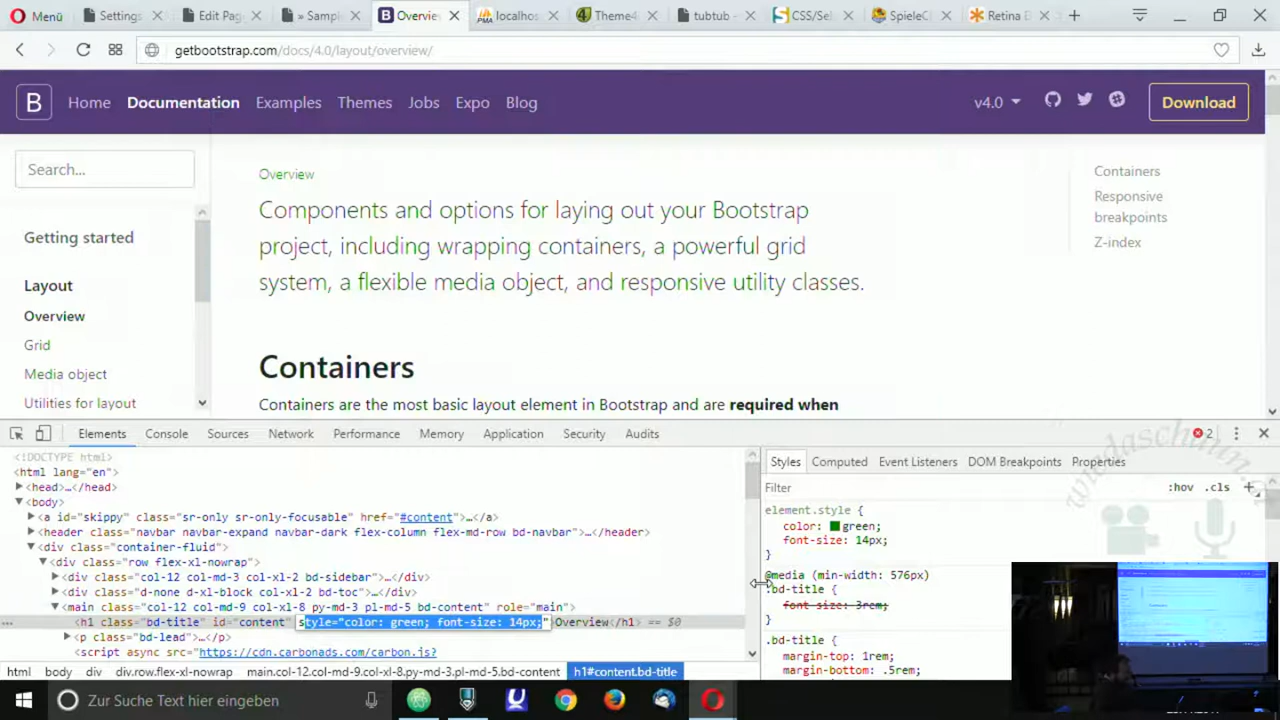 Menü Settings Edit Pag » Sampl Overvie localhos Theme4 tubtub - CSS/Sel SpieleCl Retina E
getbootstrap.com/docs/4.0/layout/overview/
B Home Documentation Examples Themes Jobs Expo Blog v4.0 Download
Search...
Getting started
Layout
Overview
Grid
Media object
Utilities for layout
Overview
Components and options for laying out your Bootstrap
project, including wrapping containers, a powerful grid
system, a flexible media object, and responsive utility classes.
Containers
Containers are the most basic layout element in Bootstrap and are required when
Containers
Responsive
breakpoints
Z-index
Elements Console Sources Network Performance Memory Application Security Audits 2
<!DOCTYPE html>
<html lang="en">
<head>…</head>
<body>
<a id="skippy" class="sr-only sr-only-focusable" href="#content">…</a>
<header class="navbar navbar-expand navbar-dark flex-column flex-md-row bd-navbar">…</header>
<div class="container-fluid">
<div class="row flex-xl-nowrap">
<div class="col-12 col-md-3 col-xl-2 bd-sidebar">…</div>
<div class="d-none d-xl-block col-xl-2 bd-toc">…</div>
<main class="col-12 col-md-9 col-xl-8 py-md-3 pl-md-5 bd-content" role="main">
… <h1 class="bd-title" id="content" style="color: green; font-size: 14px;">Overview</h1> == $0
<p class="bd-lead">…</p>
<script async src="https://cdn.carbonads.com/carbon.js?
html body div div.row.flex-xl-nowrap main.col-12.col-md-9.col-xl-8.py-md-3.pl-md-5.bd-content h1#content.bd-title
Styles Computed Event Listeners DOM Breakpoints Properties
Filter :hov .cls
element.style {
color: green;
font-size: 14px;
}
@media (min-width: 576px)
.bd-title {
font-size: 3rem;
}
.bd-title {
margin-top: 1rem;
margin-bottom: .5rem;
Zur Suche Text hier eingeben